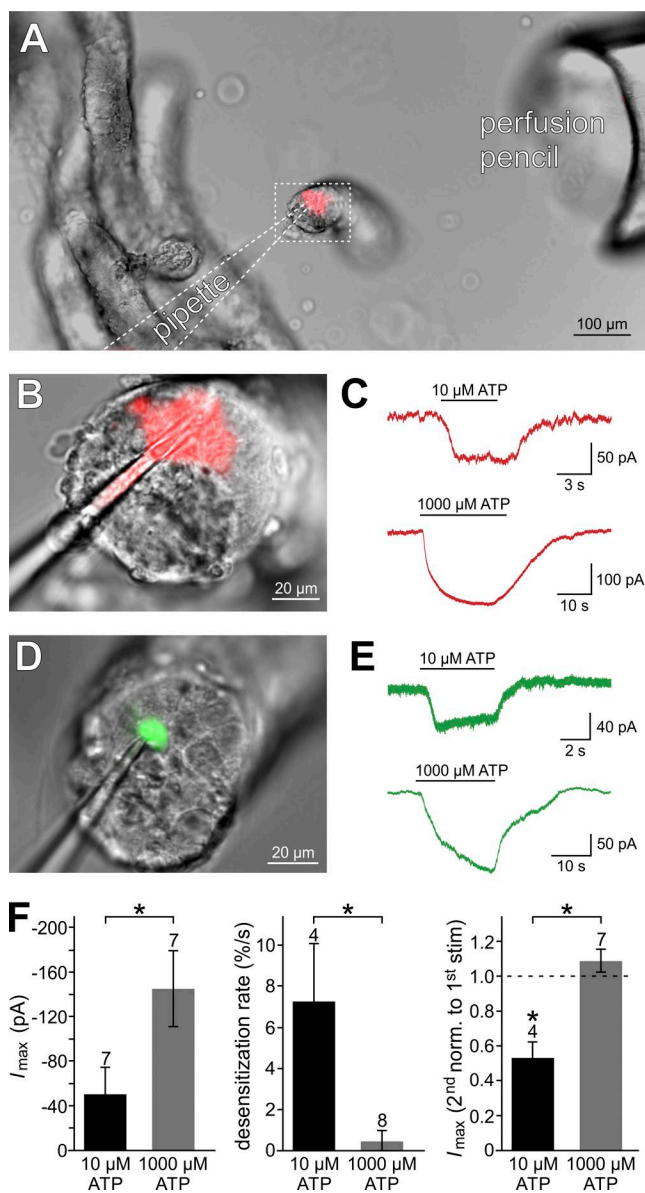 A
perfusion
pencil
pipette
100 µm
B
20 µm
C
10 µM ATP
50 pA
3 s
1000 µM ATP
100 pA
10 s
D
20 µm
E
10 µM ATP
40 pA
2 s
1000 µM ATP
50 pA
10 s
F
Imax (pA)
-200
-160
-120
-80
-40
0
*
7
7
10 µM
ATP
1000 µM
ATP
desensitization rate (%/s)
10
8
6
4
2
0
*
4
8
10 µM
ATP
1000 µM
ATP
Imax (2nd norm. to 1st stim)
1.2
1.0
0.8
0.6
0.4
0.2
0
*
7
*
4
10 µM
ATP
1000 µM
ATP